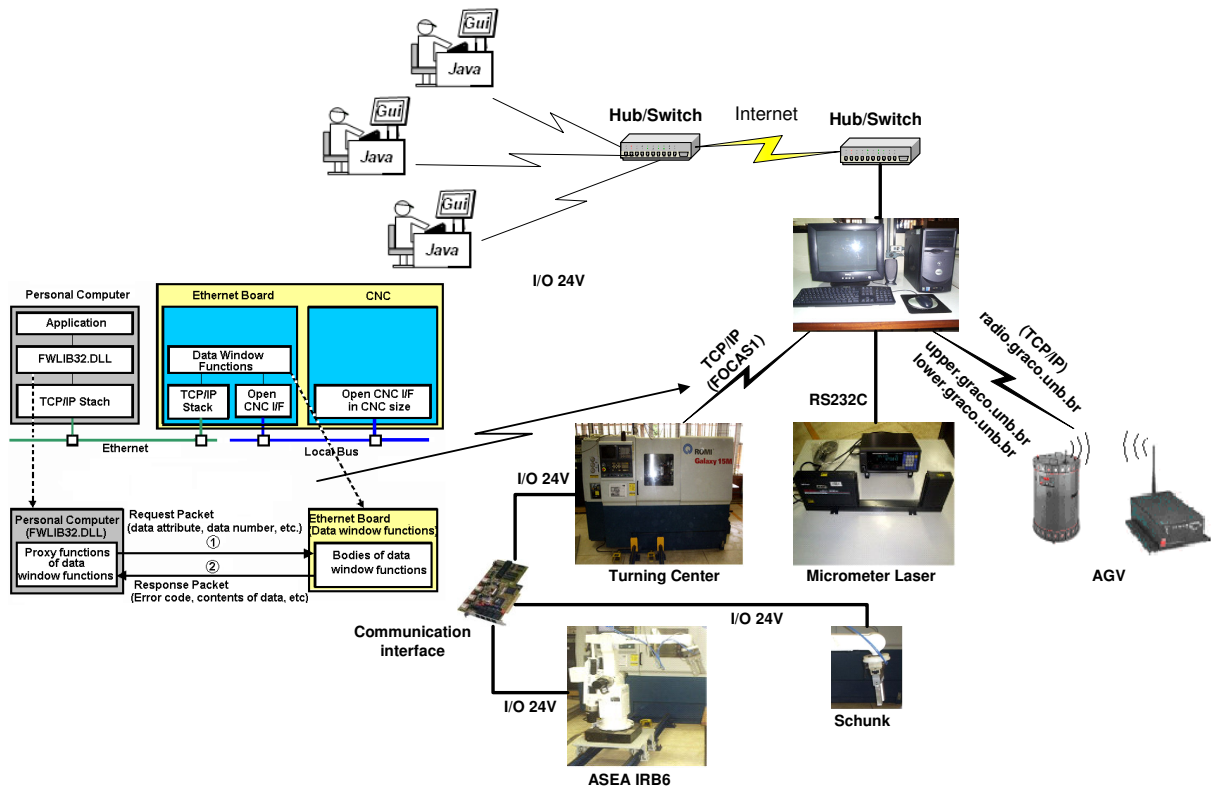 Gui
Java
Gui
Java
Gui
Java
Hub/Switch
Internet
Hub/Switch
I/O 24V
Personal Computer
Application
FWLIB32.DLL
TCP/IP Stach
Ethernet Board
CNC
Data Window
Functions
TCP/IP
Stack
Open
CNC I/F
Open CNC I/F
in CNC size
Ethernet
Local Bus
Personal Computer
(FWLIB32.DLL)
Proxy functions
of data
window functions
Request Packet
(data attribute, data number, etc.)
①
②
Response Packet
(Error code, contents of data, etc)
Ethernet Board
(Data window functions)
Bodies of data
window functions
TCP/IP
(FOCAS1)
RS232C
(TCP/IP)
radio.graco.unb.br
upper.graco.unb.br
lower.graco.unb.br
I/O 24V
ROMI
Galaxy 15M
Turning Center
Micrometer Laser
AGV
Communication
interface
I/O 24V
I/O 24V
ASEA IRB6
Schunk